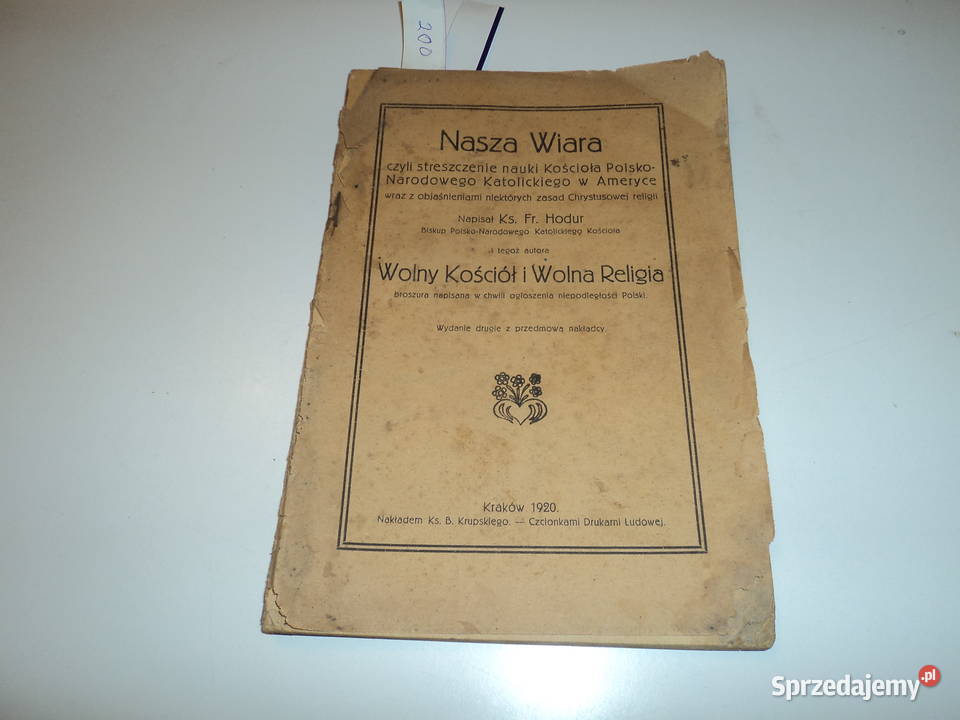 200
Nasza Wiara
czyli streszczenie nauki Kościoła Polsko-
Narodowego Katolickiego w Ameryce
wraz z objaśnieniami niektórych zasad Chrystusowej religii
Napisał Ks. Fr. Hodur
Biskup Polsko-Narodowego Katolickiego Kościoła
i tegoż autora
Wolny Kościół i Wolna Religia
Broszura napisana w chwili ogłoszenia niepodległości Polski.
Wydanie drugie z przedmową nakładcy.
Kraków 1920.
Nakładem Ks. B. Krupskiego. — Czcionkami Drukarni Ludowej.
Sprzedajemy.pl